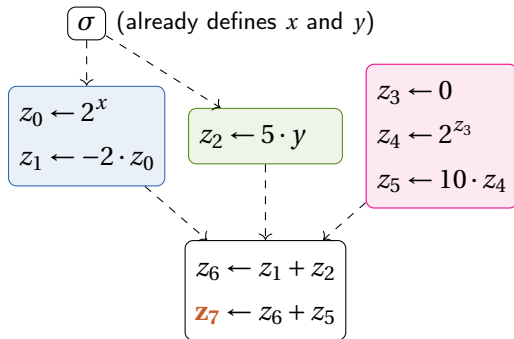 σ (already defines x and y)
z₀ ← 2ˣ
z₁ ← −2 · z₀
z₂ ← 5 · y
z₃ ← 0
z₄ ← 2^{z₃}
z₅ ← 10 · z₄
z₆ ← z₁ + z₂
z₇ ← z₆ + z₅